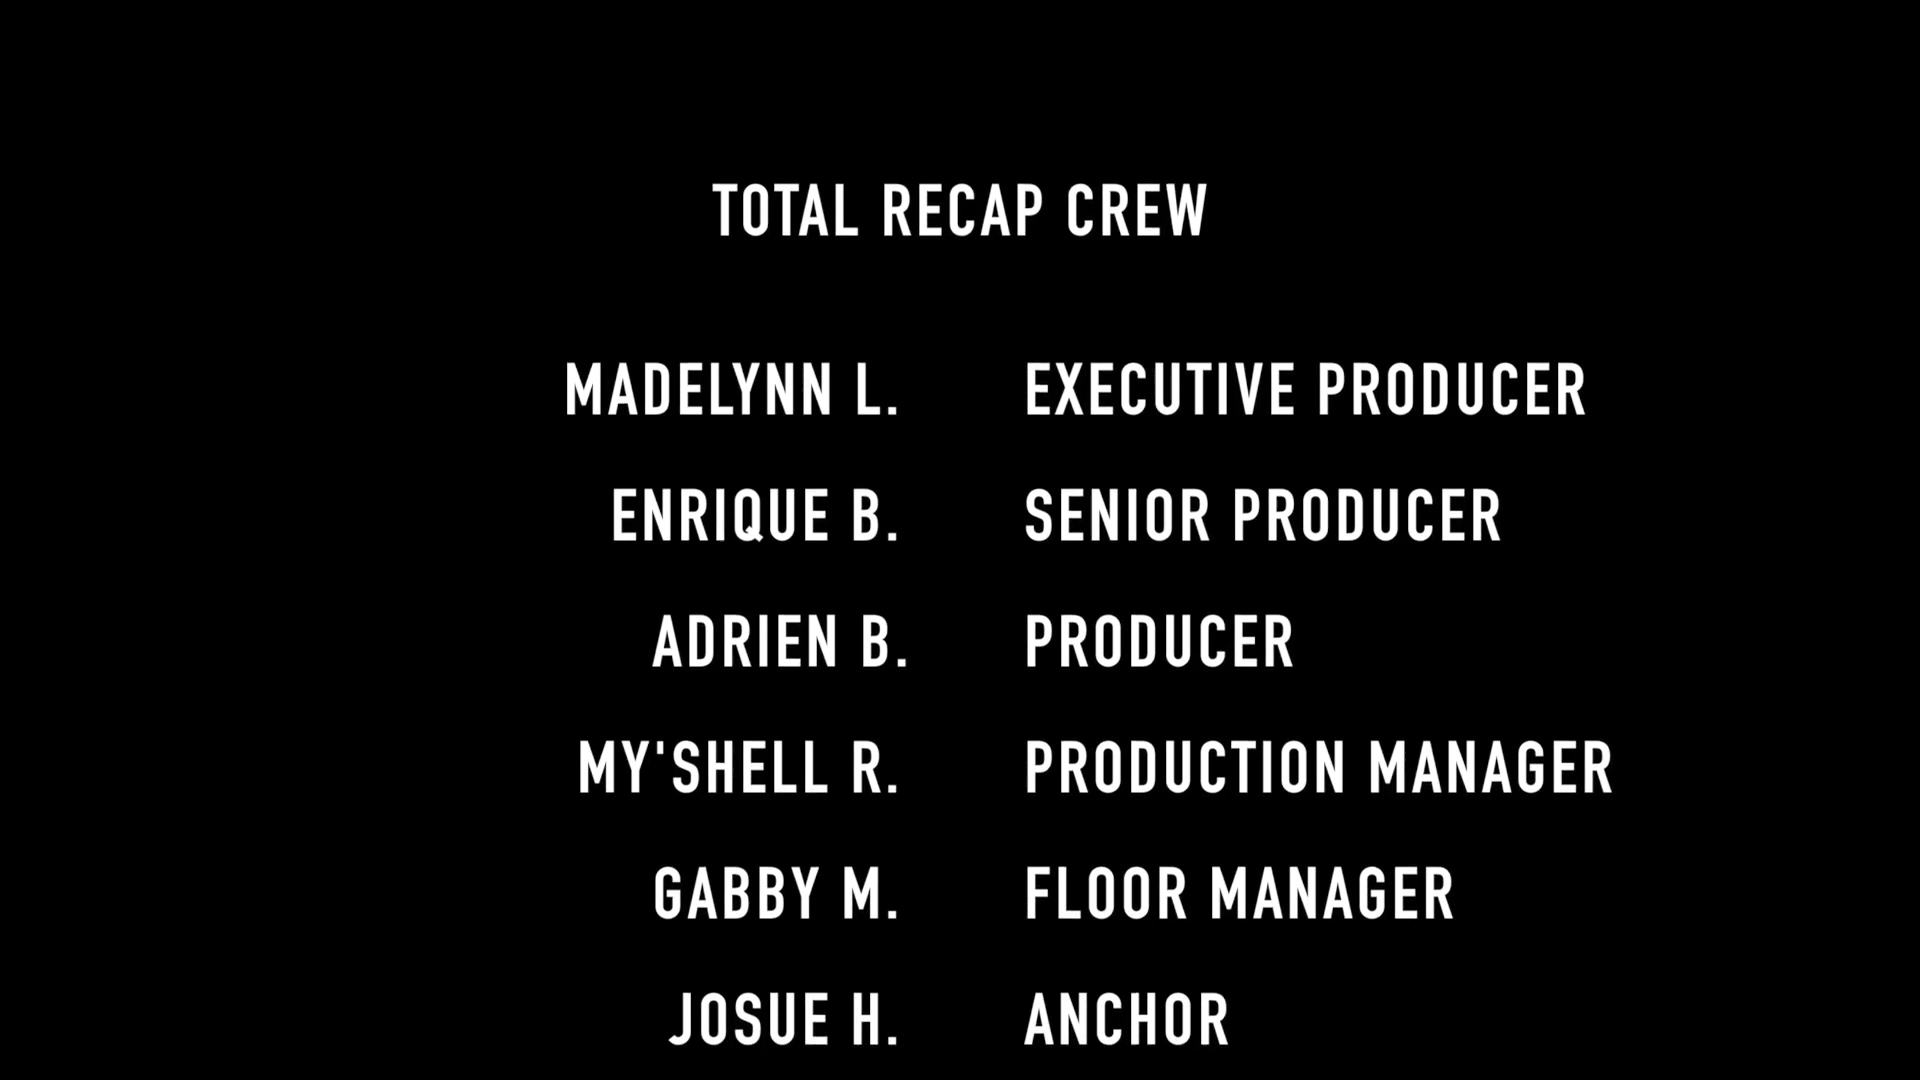 TOTAL RECAP CREW
MADELYNN L. EXECUTIVE PRODUCER
ENRIQUE B. SENIOR PRODUCER
ADRIEN B. PRODUCER
MY'SHELL R. PRODUCTION MANAGER
GABBY M. FLOOR MANAGER
JOSUE H. ANCHOR